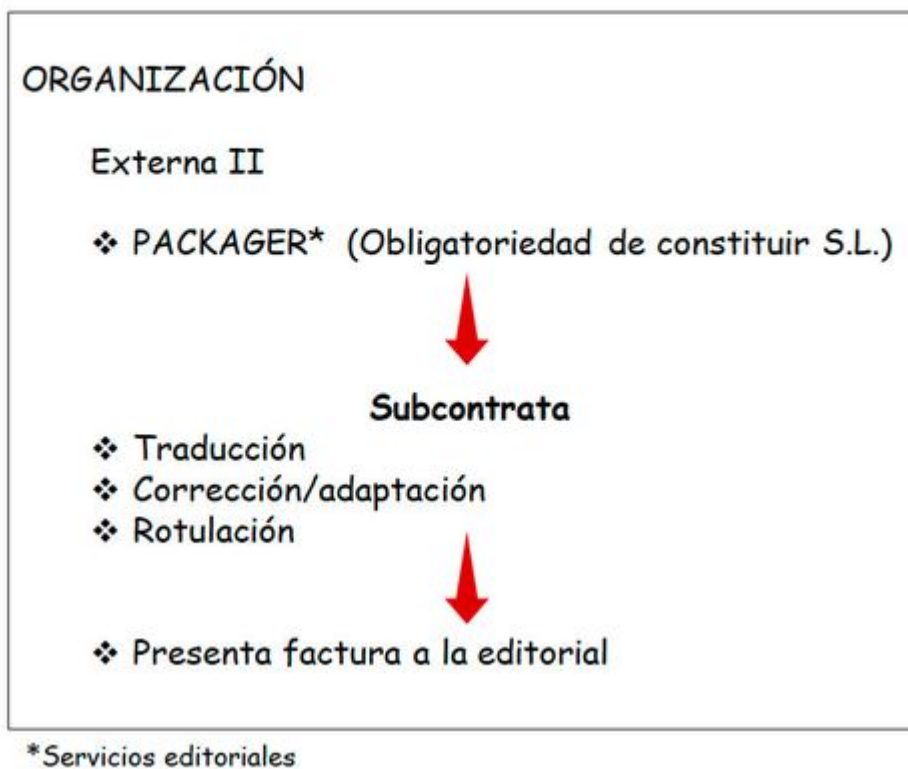 ORGANIZACIÓN
Externa II
❖ PACKAGER* (Obligatoriedad de constituir S.L.)
Subcontrata
❖ Traducción
❖ Corrección/adaptación
❖ Rotulación
❖ Presenta factura a la editorial
*Servicios editoriales